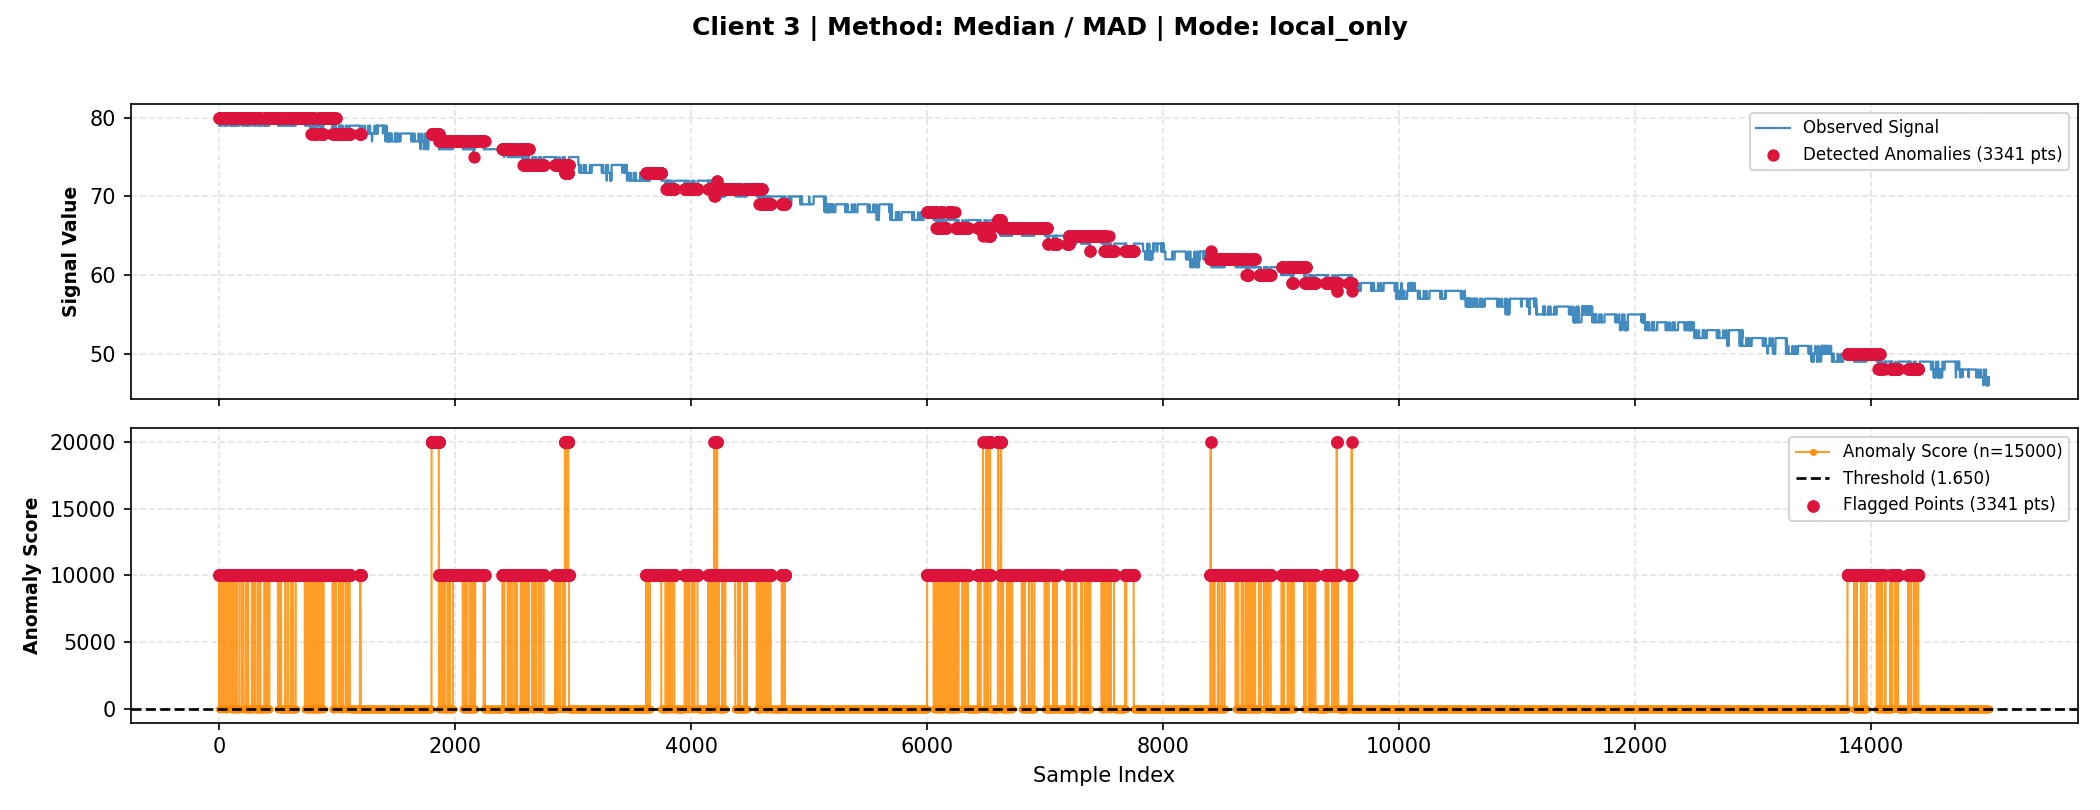 Client 3 | Method: Median / MAD | Mode: local_only
Signal Value
80
70
60
50
Observed Signal
Detected Anomalies (3341 pts)
Anomaly Score
20000
15000
10000
5000
0
Anomaly Score (n=15000)
Threshold (1.650)
Flagged Points (3341 pts)
0 2000 4000 6000 8000 10000 12000 14000
Sample Index